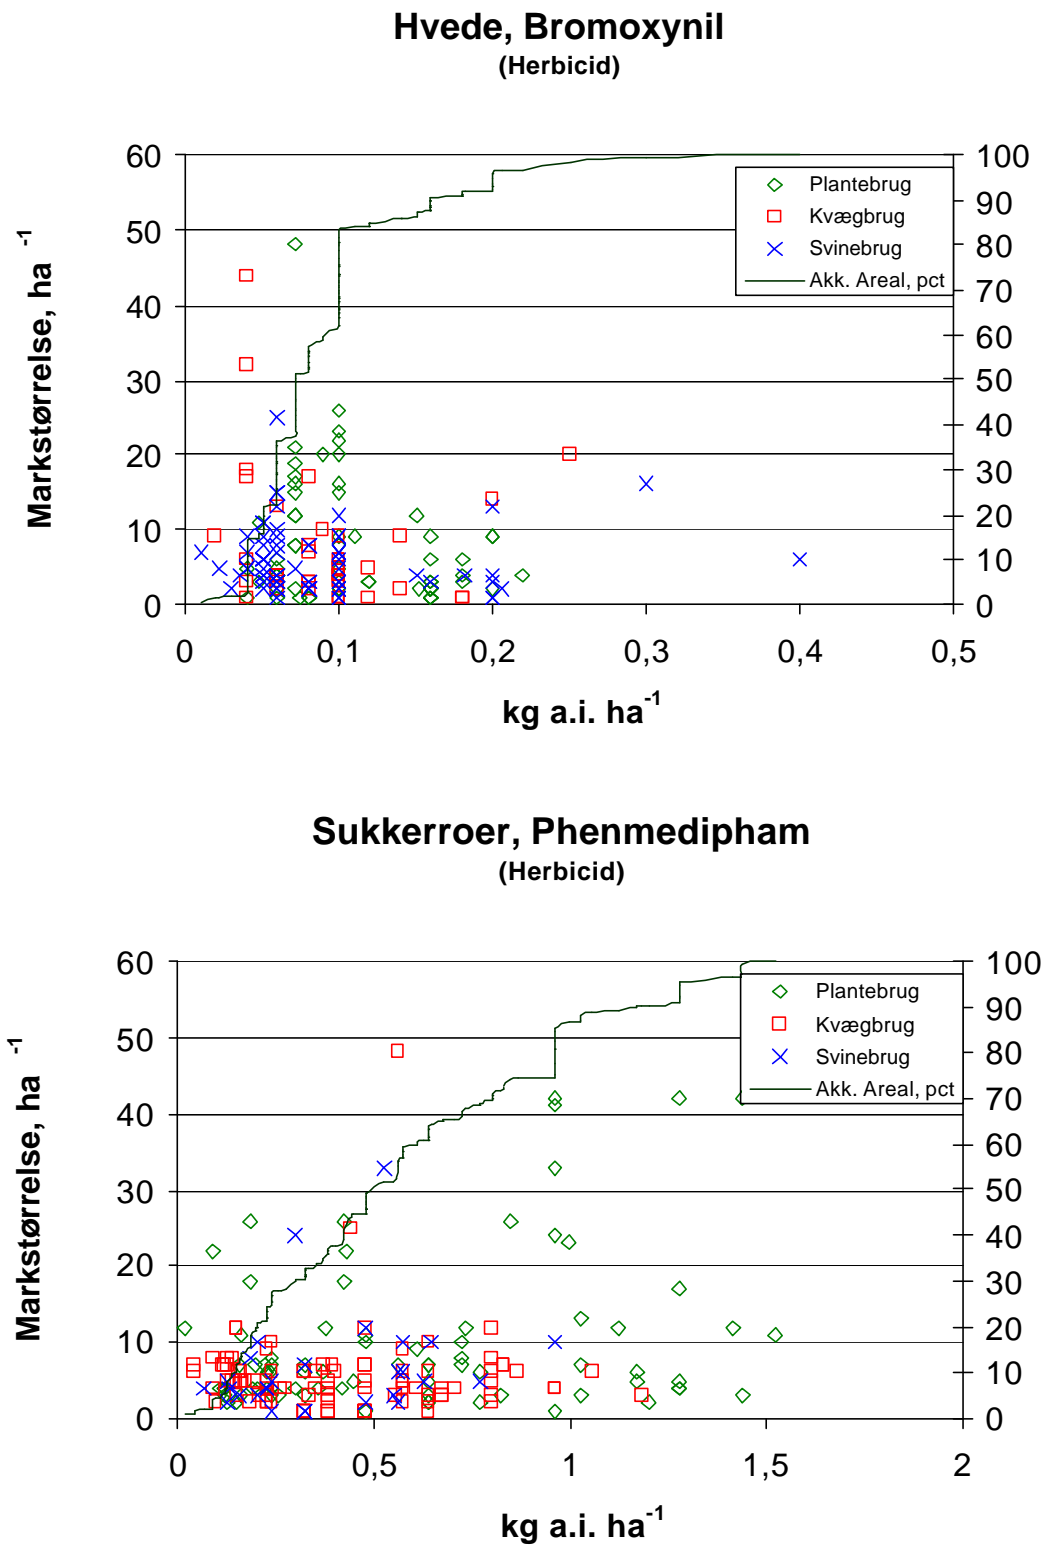 Hvede, Bromoxynil
(Herbicid)
60
50
40
30
20
10
0
100
90
80
70
60
50
40
30
20
10
0
Plantebrug
Kvægbrug
Svinebrug
Akk. Areal, pct
Markstørrelse, ha -1
0
0,1
0,2
0,3
0,4
0,5
kg a.i. ha-1
Sukkerroer, Phenmedipham
(Herbicid)
60
50
40
30
20
10
0
100
90
80
70
60
50
40
30
20
10
0
Plantebrug
Kvægbrug
Svinebrug
Akk. Areal, pct
Markstørrelse, ha -1
0
0,5
1
1,5
2
kg a.i. ha-1